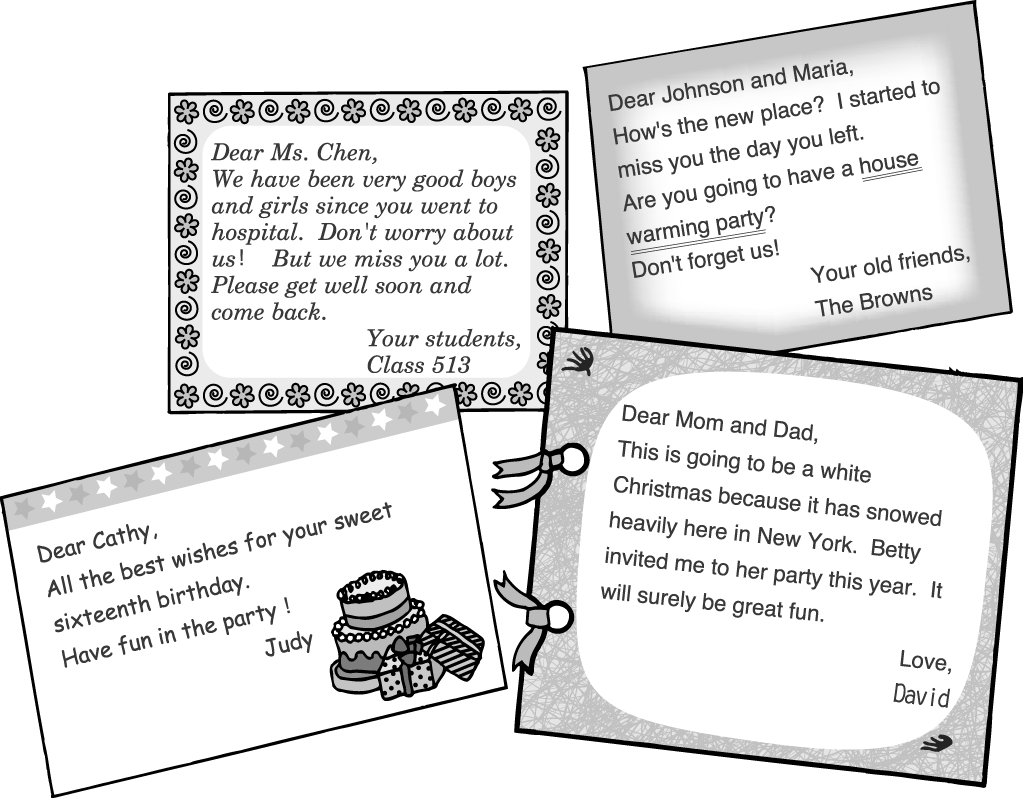 Dear Ms. Chen,
We have been very good boys
and girls since you went to
hospital. Don't worry about
us! But we miss you a lot.
Please get well soon and
come back.
Your students,
Class 513
Dear Johnson and Maria,
How's the new place? I started to
miss you the day you left.
Are you going to have a house
warming party?
Don't forget us!
Your old friends,
The Browns
Dear Cathy,
All the best wishes for your sweet
sixteenth birthday.
Have fun in the party !
Judy
Dear Mom and Dad,
This is going to be a white
Christmas because it has snowed
heavily here in New York. Betty
invited me to her party this year. It
will surely be great fun.
Love,
David